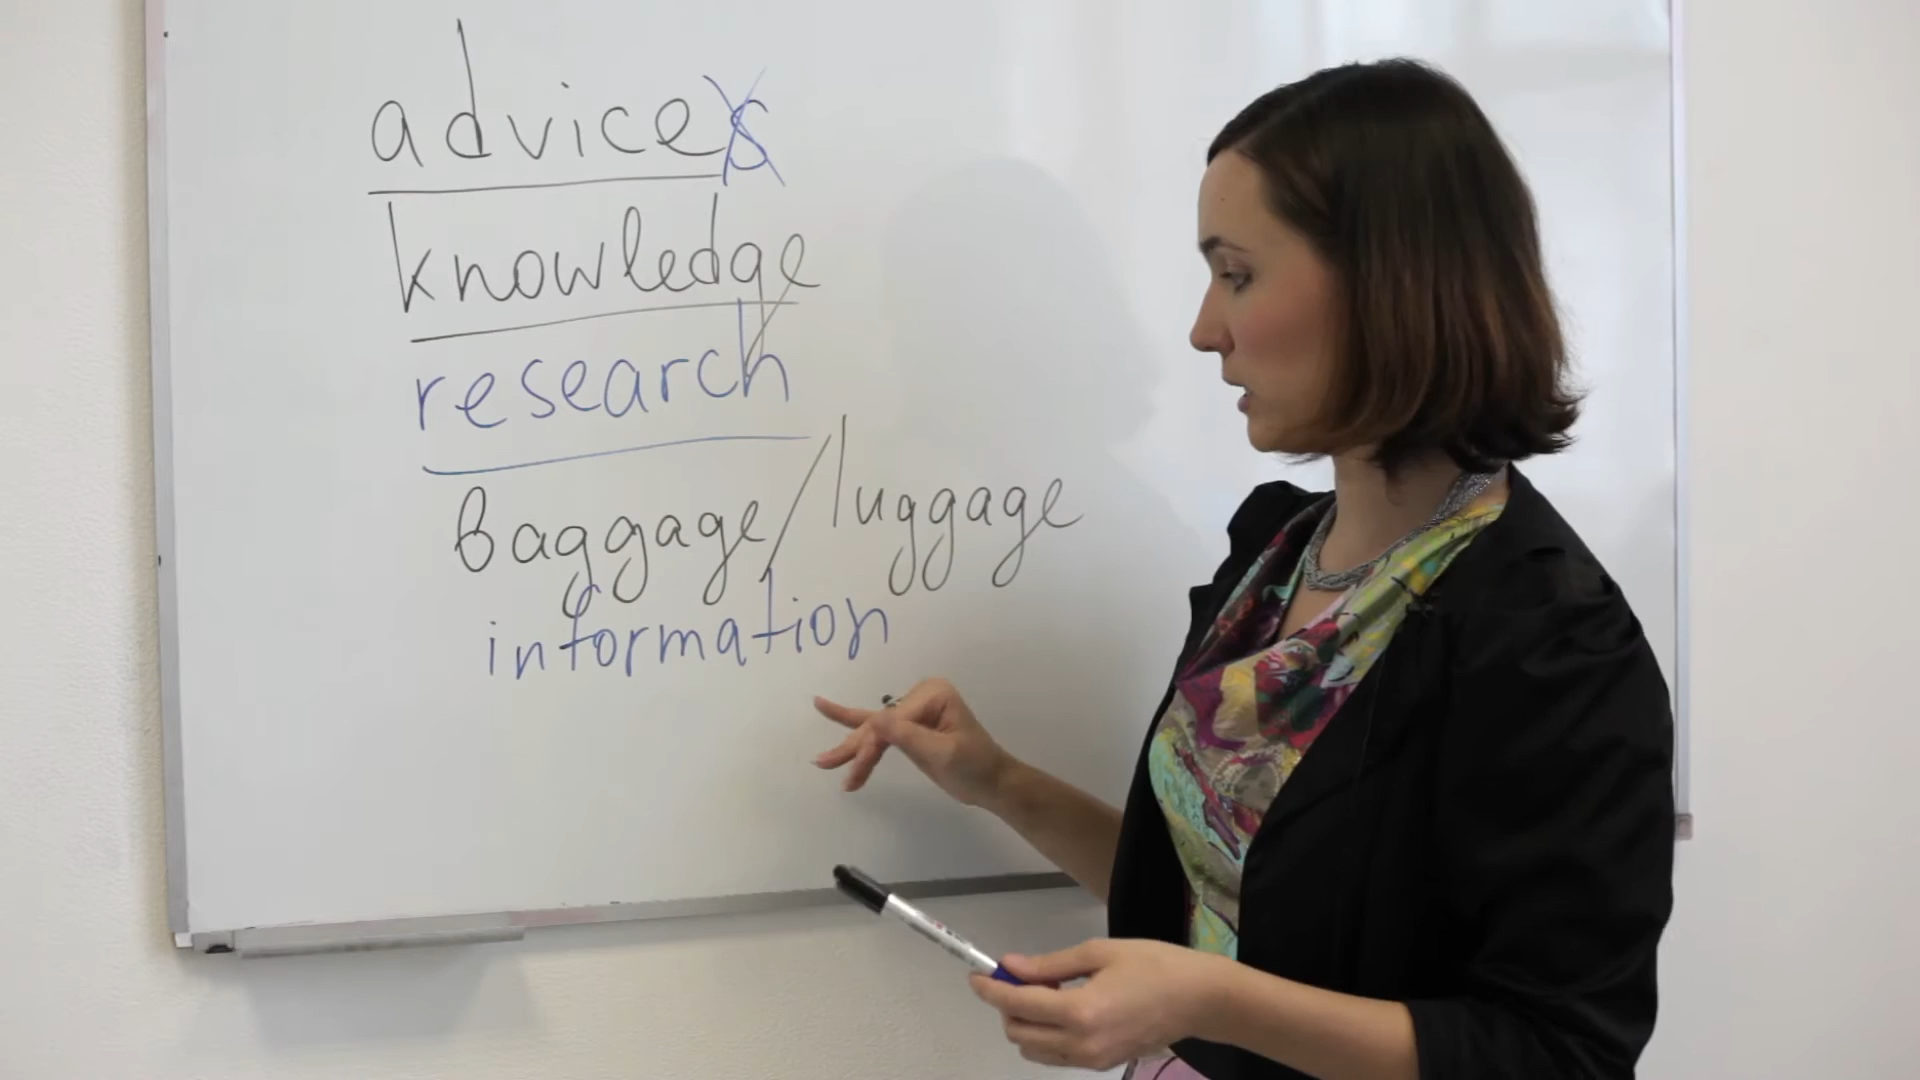 advices
knowledge
research
baggage/luggage
information